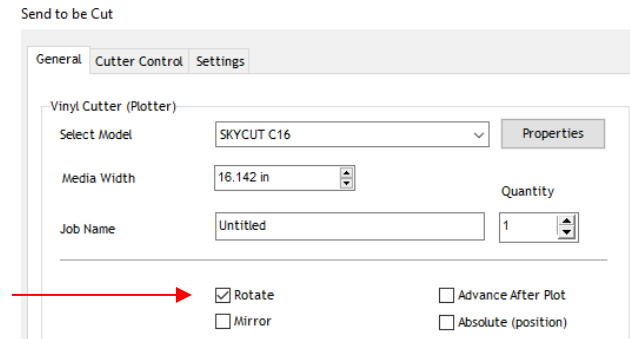 Send to be Cut
General Cutter Control Settings
Vinyl Cutter (Plotter)
Select Model SKYCUT C16 Properties
Media Width 16.142 in
Quantity
Job Name Untitled 1
Rotate Advance After Plot
Mirror Absolute (position)